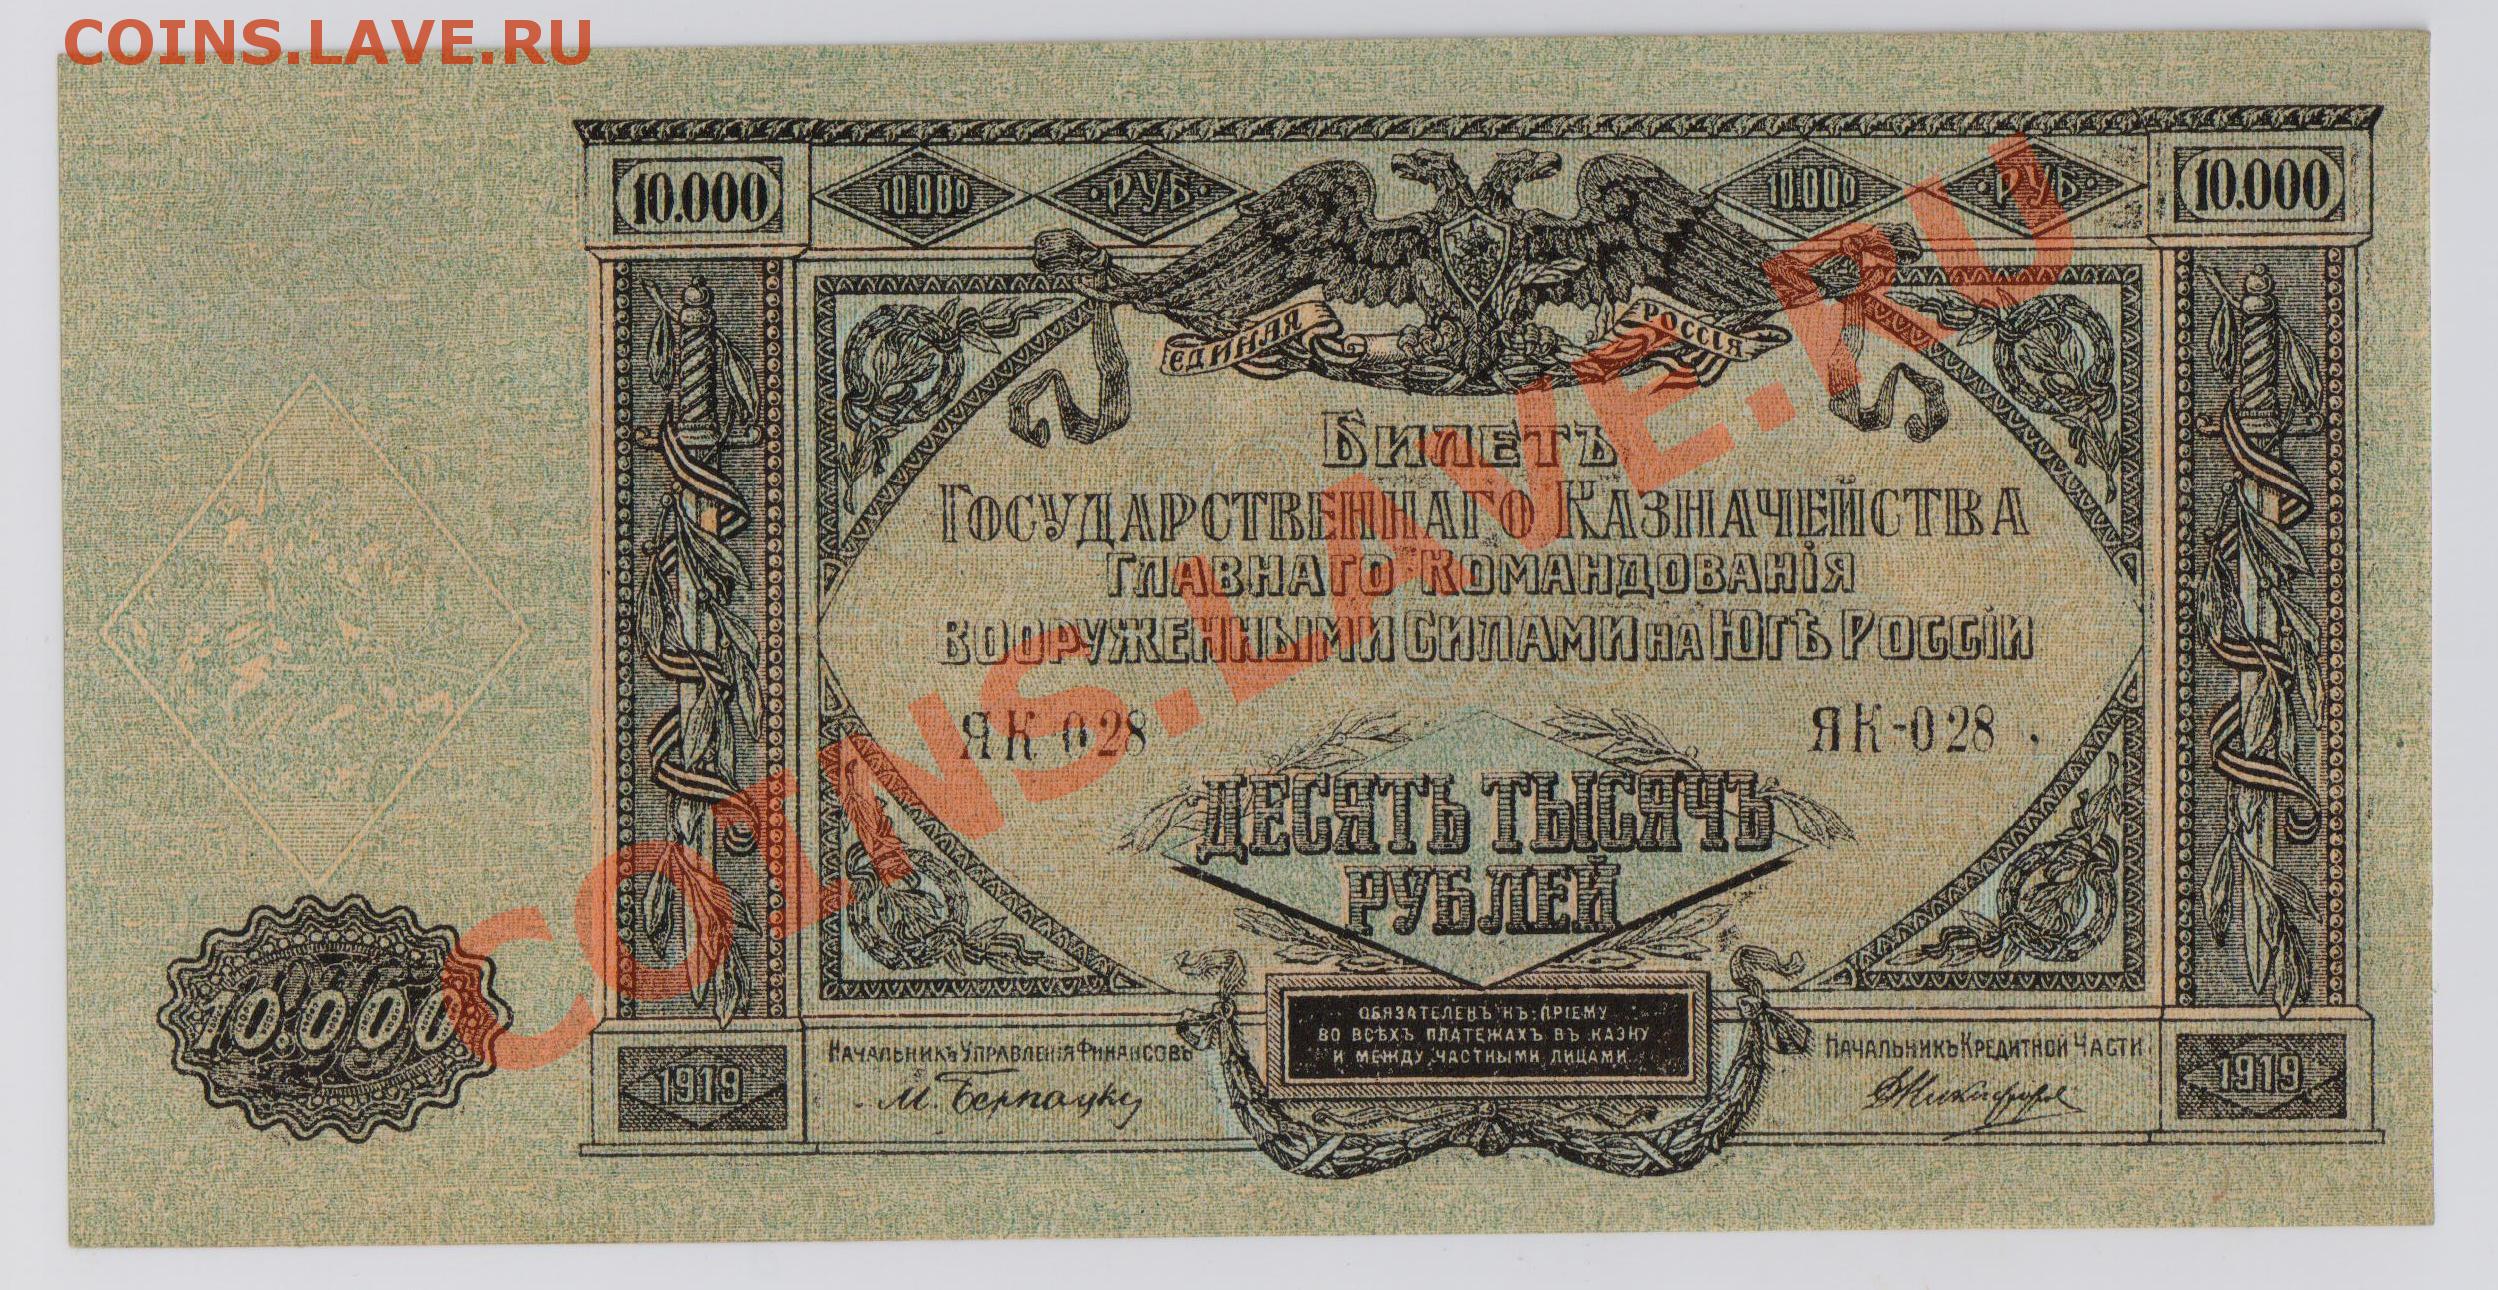 COINS.LAVE.RU
10.000
10.000
РУБ
10.000
РУБ
10.000
ЕДИНАЯ
РОССІЯ
БИЛЕТЪ
ГОСУДАРСТВЕННАГО КАЗНАЧЕЙСТВА
ГЛАВНАГО КОМАНДОВАНІЯ
ВООРУЖЕННЫМИ СИЛАМИ НА ЮГѢ РОССІИ
ЯК-028
ЯК-028
ДЕСЯТЬ ТЫСЯЧЪ
РУБЛЕЙ
10.000
ОБЯЗАТЕЛЕНЪ КЪ ПРІЕМУ
ВО ВСѢХЪ ПЛАТЕЖАХЪ ВЪ КАЗНУ
И МЕЖДУ ЧАСТНЫМИ ЛИЦАМИ
НАЧАЛЬНИКЪ УПРАВЛЕНІЯ ФИНАНСОВЪ
НАЧАЛЬНИКЪ КРЕДИТНОЙ ЧАСТИ
1919
М.
1919
COINS.LAVE.RU